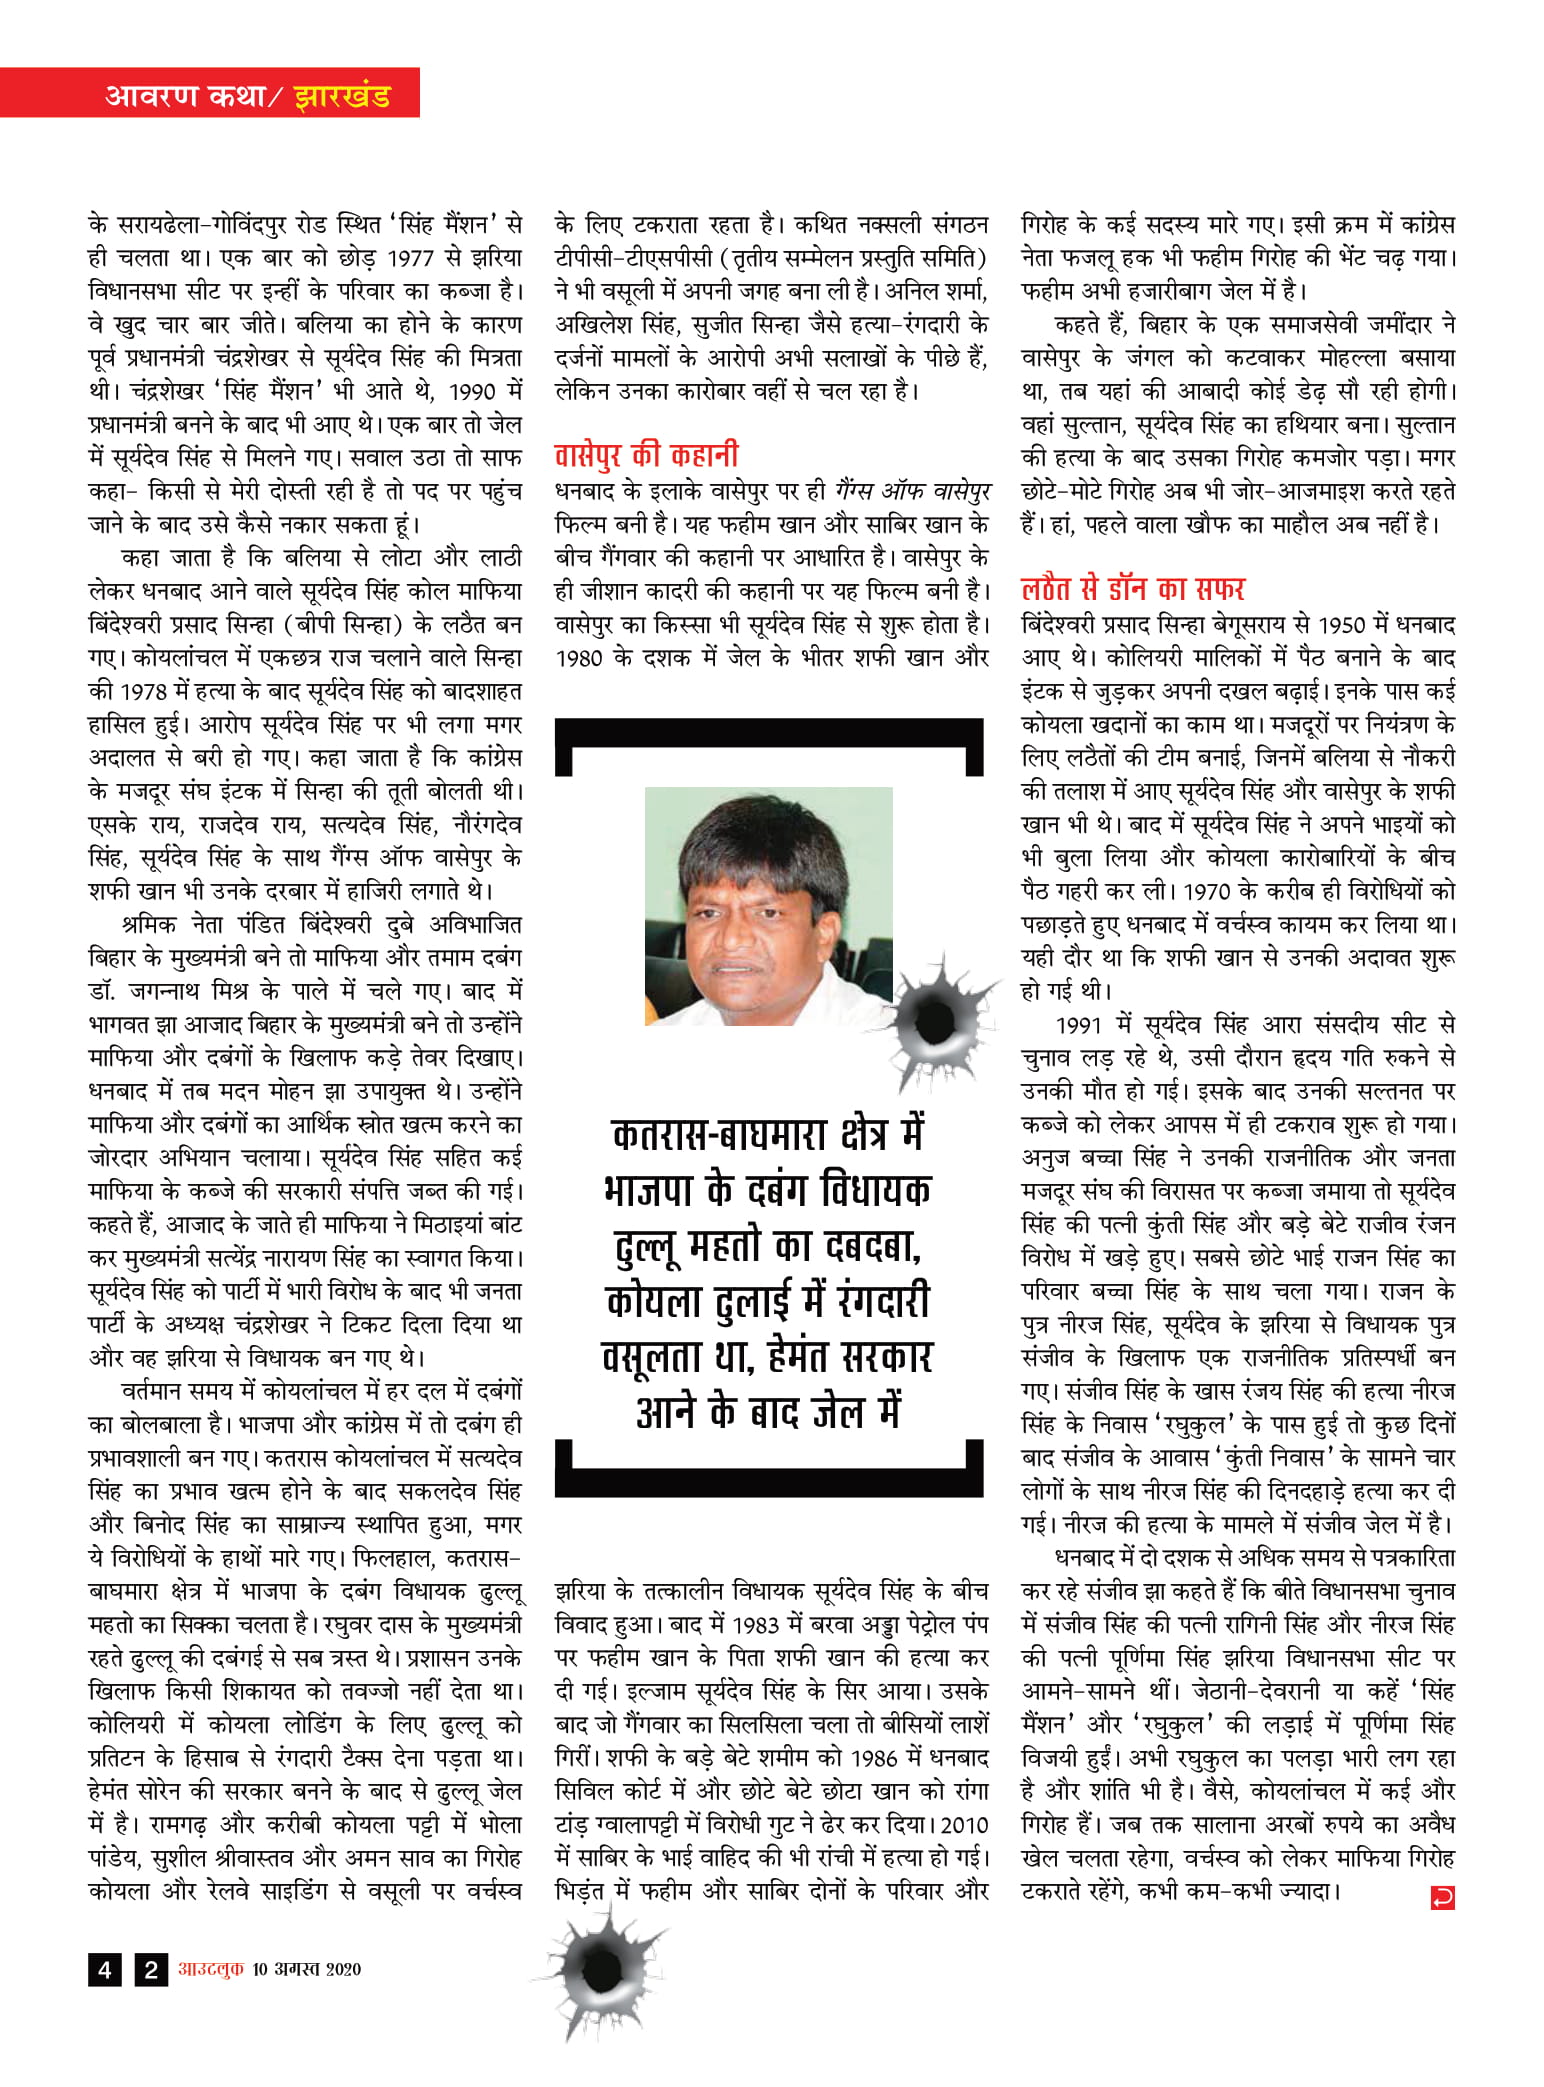 आवरण कथा/ झारखंड
के सरायढेला-गोविंदपुर रोड स्थित ‘सिंह मैंशन’ से
ही चलता था। एक बार को छोड़ 1977 से झरिया
विधानसभा सीट पर इन्हीं के परिवार का कब्जा है।
वे खुद चार बार जीते। बलिया का होने के कारण
पूर्व प्रधानमंत्री चंद्रशेखर से सूर्यदेव सिंह की मित्रता
थी। चंद्रशेखर ‘सिंह मैंशन’ भी आते थे, 1990 में
प्रधानमंत्री बनने के बाद भी आए थे। एक बार तो जेल
में सूर्यदेव सिंह से मिलने गए। सवाल उठा तो साफ
कहा- किसी से मेरी दोस्ती रही है तो पद पर पहुंच
जाने के बाद उसे कैसे नकार सकता हूं।
कहा जाता है कि बलिया से लोटा और लाठी
लेकर धनबाद आने वाले सूर्यदेव सिंह कोल माफिया
बिंदेश्वरी प्रसाद सिन्हा (बीपी सिन्हा) के लठैत बन
गए। कोयलांचल में एकछत्र राज चलाने वाले सिन्हा
की 1978 में हत्या के बाद सूर्यदेव सिंह को बादशाहत
हासिल हुई। आरोप सूर्यदेव सिंह पर भी लगा मगर
अदालत से बरी हो गए। कहा जाता है कि कांग्रेस
के मजदूर संघ इंटक में सिन्हा की तूती बोलती थी।
एसके राय, राजदेव राय, सत्यदेव सिंह, नौरंगदेव
सिंह, सूर्यदेव सिंह के साथ गैंग्स ऑफ वासेपुर के
शफी खान भी उनके दरबार में हाजिरी लगाते थे।
श्रमिक नेता पंडित बिंदेश्वरी दुबे अविभाजित
बिहार के मुख्यमंत्री बने तो माफिया और तमाम दबंग
डॉ. जगन्नाथ मिश्र के पाले में चले गए। बाद में
भागवत झा आजाद बिहार के मुख्यमंत्री बने तो उन्होंने
माफिया और दबंगों के खिलाफ कड़े तेवर दिखाए।
धनबाद में तब मदन मोहन झा उपायुक्त थे। उन्होंने
माफिया और दबंगों का आर्थिक स्रोत खत्म करने का
जोरदार अभियान चलाया। सूर्यदेव सिंह सहित कई
माफिया के कब्जे की सरकारी संपत्ति जब्त की गई।
कहते हैं, आजाद के जाते ही माफिया ने मिठाइयां बांट
कर मुख्यमंत्री सत्येंद्र नारायण सिंह का स्वागत किया।
सूर्यदेव सिंह को पार्टी में भारी विरोध के बाद भी जनता
पार्टी के अध्यक्ष चंद्रशेखर ने टिकट दिला दिया था
और वह झरिया से विधायक बन गए थे।
वर्तमान समय में कोयलांचल में हर दल में दबंगों
का बोलबाला है। भाजपा और कांग्रेस में तो दबंग ही
प्रभावशाली बन गए। कतरास कोयलांचल में सत्यदेव
सिंह का प्रभाव खत्म होने के बाद सकलदेव सिंह
और बिनोद सिंह का साम्राज्य स्थापित हुआ, मगर
ये विरोधियों के हाथों मारे गए। फिलहाल, कतरास-
बाघमारा क्षेत्र में भाजपा के दबंग विधायक ढुल्लू
महतो का सिक्का चलता है। रघुवर दास के मुख्यमंत्री
रहते ढुल्लू की दबंगई से सब त्रस्त थे। प्रशासन उनके
खिलाफ किसी शिकायत को तवज्जो नहीं देता था।
कोलियरी में कोयला लोडिंग के लिए ढुल्लू को
प्रतिटन के हिसाब से रंगदारी टैक्स देना पड़ता था।
हेमंत सोरेन की सरकार बनने के बाद से ढुल्लू जेल
में है। रामगढ़ और करीबी कोयला पट्टी में भोला
पांडेय, सुशील श्रीवास्तव और अमन साव का गिरोह
कोयला और रेलवे साइडिंग से वसूली पर वर्चस्व
के लिए टकराता रहता है। कथित नक्सली संगठन
टीपीसी-टीएसपीसी (तृतीय सम्मेलन प्रस्तुति समिति)
ने भी वसूली में अपनी जगह बना ली है। अनिल शर्मा,
अखिलेश सिंह, सुजीत सिन्हा जैसे हत्या-रंगदारी के
दर्जनों मामलों के आरोपी अभी सलाखों के पीछे हैं,
लेकिन उनका कारोबार वहीं से चल रहा है।
वासेपुर की कहानी
धनबाद के इलाके वासेपुर पर ही गैंग्स ऑफ वासेपुर
फिल्म बनी है। यह फहीम खान और साबिर खान के
बीच गैंगवार की कहानी पर आधारित है। वासेपुर के
ही जीशान कादरी की कहानी पर यह फिल्म बनी है।
वासेपुर का किस्सा भी सूर्यदेव सिंह से शुरू होता है।
1980 के दशक में जेल के भीतर शफी खान और
कतरास-बाघमारा क्षेत्र में
भाजपा के दबंग विधायक
ढुल्लू महतो का दबदबा,
कोयला ढुलाई में रंगदारी
वसूलता था, हेमंत सरकार
आने के बाद जेल में
झरिया के तत्कालीन विधायक सूर्यदेव सिंह के बीच
विवाद हुआ। बाद में 1983 में बरवा अड्डा पेट्रोल पंप
पर फहीम खान के पिता शफी खान की हत्या कर
दी गई। इल्जाम सूर्यदेव सिंह के सिर आया। उसके
बाद जो गैंगवार का सिलसिला चला तो बीसियों लाशें
गिरीं। शफी के बड़े बेटे शमीम को 1986 में धनबाद
सिविल कोर्ट में और छोटे बेटे छोटा खान को रांगा
टांड़ ग्वालापट्टी में विरोधी गुट ने ढेर कर दिया। 2010
में साबिर के भाई वाहिद की भी रांची में हत्या हो गई।
भिड़ंत में फहीम और साबिर दोनों के परिवार और
गिरोह के कई सदस्य मारे गए। इसी क्रम में कांग्रेस
नेता फजलू हक भी फहीम गिरोह की भेंट चढ़ गया।
फहीम अभी हजारीबाग जेल में है।
कहते हैं, बिहार के एक समाजसेवी जमींदार ने
वासेपुर के जंगल को कटवाकर मोहल्ला बसाया
था, तब यहां की आबादी कोई डेढ़ सौ रही होगी।
वहां सुल्तान, सूर्यदेव सिंह का हथियार बना। सुल्तान
की हत्या के बाद उसका गिरोह कमजोर पड़ा। मगर
छोटे-मोटे गिरोह अब भी जोर-आजमाइश करते रहते
हैं। हां, पहले वाला खौफ का माहौल अब नहीं है।
लठैत से डॉन का सफर
बिंदेश्वरी प्रसाद सिन्हा बेगूसराय से 1950 में धनबाद
आए थे। कोलियरी मालिकों में पैठ बनाने के बाद
इंटक से जुड़कर अपनी दखल बढ़ाई। इनके पास कई
कोयला खदानों का काम था। मजदूरों पर नियंत्रण के
लिए लठैतों की टीम बनाई, जिनमें बलिया से नौकरी
की तलाश में आए सूर्यदेव सिंह और वासेपुर के शफी
खान भी थे। बाद में सूर्यदेव सिंह ने अपने भाइयों को
भी बुला लिया और कोयला कारोबारियों के बीच
पैठ गहरी कर ली। 1970 के करीब ही विरोधियों को
पछाड़ते हुए धनबाद में वर्चस्व कायम कर लिया था।
यही दौर था कि शफी खान से उनकी अदावत शुरू
हो गई थी।
1991 में सूर्यदेव सिंह आरा संसदीय सीट से
चुनाव लड़ रहे थे, उसी दौरान हृदय गति रुकने से
उनकी मौत हो गई। इसके बाद उनकी सल्तनत पर
कब्जे को लेकर आपस में ही टकराव शुरू हो गया।
अनुज बच्चा सिंह ने उनकी राजनीतिक और जनता
मजदूर संघ की विरासत पर कब्जा जमाया तो सूर्यदेव
सिंह की पत्नी कुंती सिंह और बड़े बेटे राजीव रंजन
विरोध में खड़े हुए। सबसे छोटे भाई राजन सिंह का
परिवार बच्चा सिंह के साथ चला गया। राजन के
पुत्र नीरज सिंह, सूर्यदेव के झरिया से विधायक पुत्र
संजीव के खिलाफ एक राजनीतिक प्रतिस्पर्धी बन
गए। संजीव सिंह के खास रंजय सिंह की हत्या नीरज
सिंह के निवास ‘रघुकुल’ के पास हुई तो कुछ दिनों
बाद संजीव के आवास ‘कुंती निवास’ के सामने चार
लोगों के साथ नीरज सिंह की दिनदहाड़े हत्या कर दी
गई। नीरज की हत्या के मामले में संजीव जेल में है।
धनबाद में दो दशक से अधिक समय से पत्रकारिता
कर रहे संजीव झा कहते हैं कि बीते विधानसभा चुनाव
में संजीव सिंह की पत्नी रागिनी सिंह और नीरज सिंह
की पत्नी पूर्णिमा सिंह झरिया विधानसभा सीट पर
आमने-सामने थीं। जेठानी-देवरानी या कहें ‘सिंह
मैंशन’ और ‘रघुकुल’ की लड़ाई में पूर्णिमा सिंह
विजयी हुईं। अभी रघुकुल का पलड़ा भारी लग रहा
है और शांति भी है। वैसे, कोयलांचल में कई और
गिरोह हैं। जब तक सालाना अरबों रुपये का अवैध
खेल चलता रहेगा, वर्चस्व को लेकर माफिया गिरोह
टकराते रहेंगे, कभी कम-कभी ज्यादा।
4 2 आउटलुक 10 अगस्त 2020